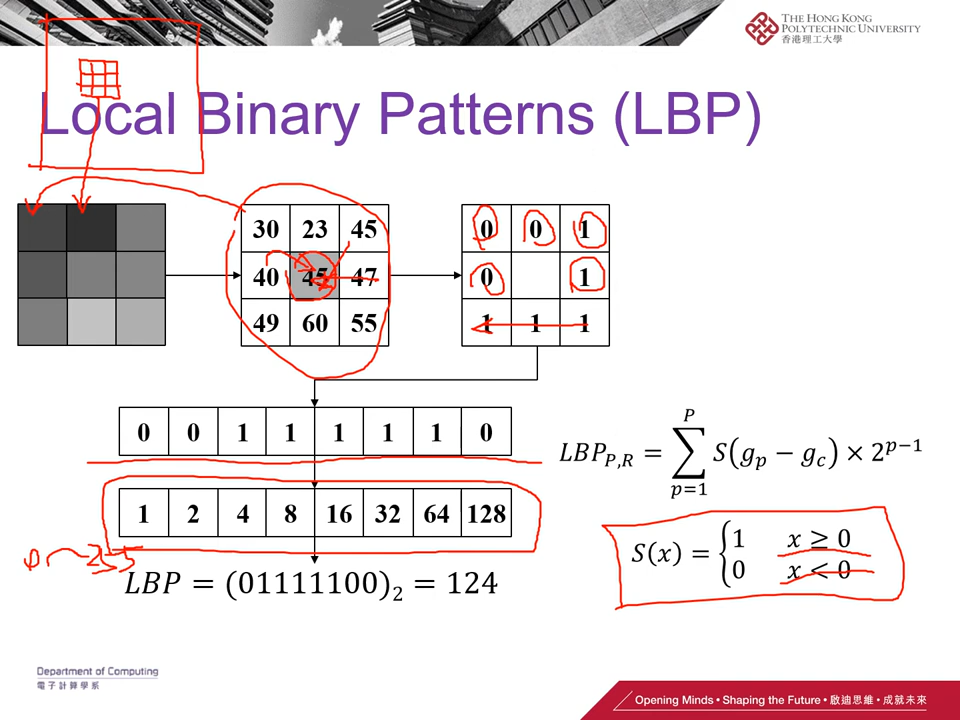 THE HONG KONG
POLYTECHNIC UNIVERSITY
香港理工大學
Local Binary Patterns (LBP)
30 23 45
40 45 47
49 60 55
0 0 1
0 1
1 1 1
0 0 1 1 1 1 1 0
1 2 4 8 16 32 64 128
0~255
LBP = (01111100)₂ = 124
LBP_{P,R} = \sum_{p=1}^{P} S(g_p − g_c) × 2^{p−1}
S(x) = {1 x ≥ 0
0 x < 0
Department of Computing
電子計算學系
Opening Minds • Shaping the Future • 啟迪思維 • 成就未來